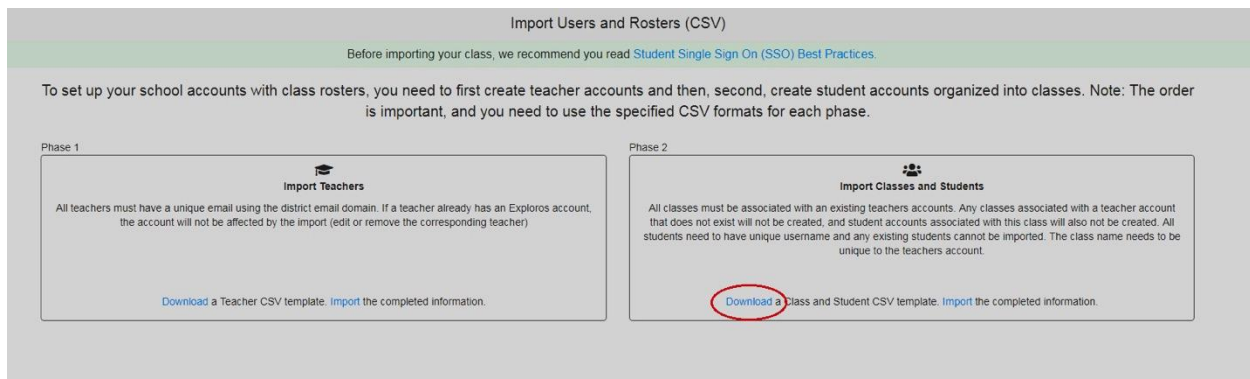 Import Users and Rosters (CSV)
Before importing your class, we recommend you read Student Single Sign On (SSO) Best Practices.
To set up your school accounts with class rosters, you need to first create teacher accounts and then, second, create student accounts organized into classes. Note: The order
is important, and you need to use the specified CSV formats for each phase.
Phase 1
Import Teachers
All teachers must have a unique email using the district email domain. If a teacher already has an Exploros account,
the account will not be affected by the import (edit or remove the corresponding teacher)
Download a Teacher CSV template. Import the completed information.
Phase 2
Import Classes and Students
All classes must be associated with an existing teachers accounts. Any classes associated with a teacher account
that does not exist will not be created, and student accounts associated with this class will also not be created. All
students need to have unique username and any existing students cannot be imported. The class name needs to be
unique to the teachers account.
Download a Class and Student CSV template. Import the completed information.